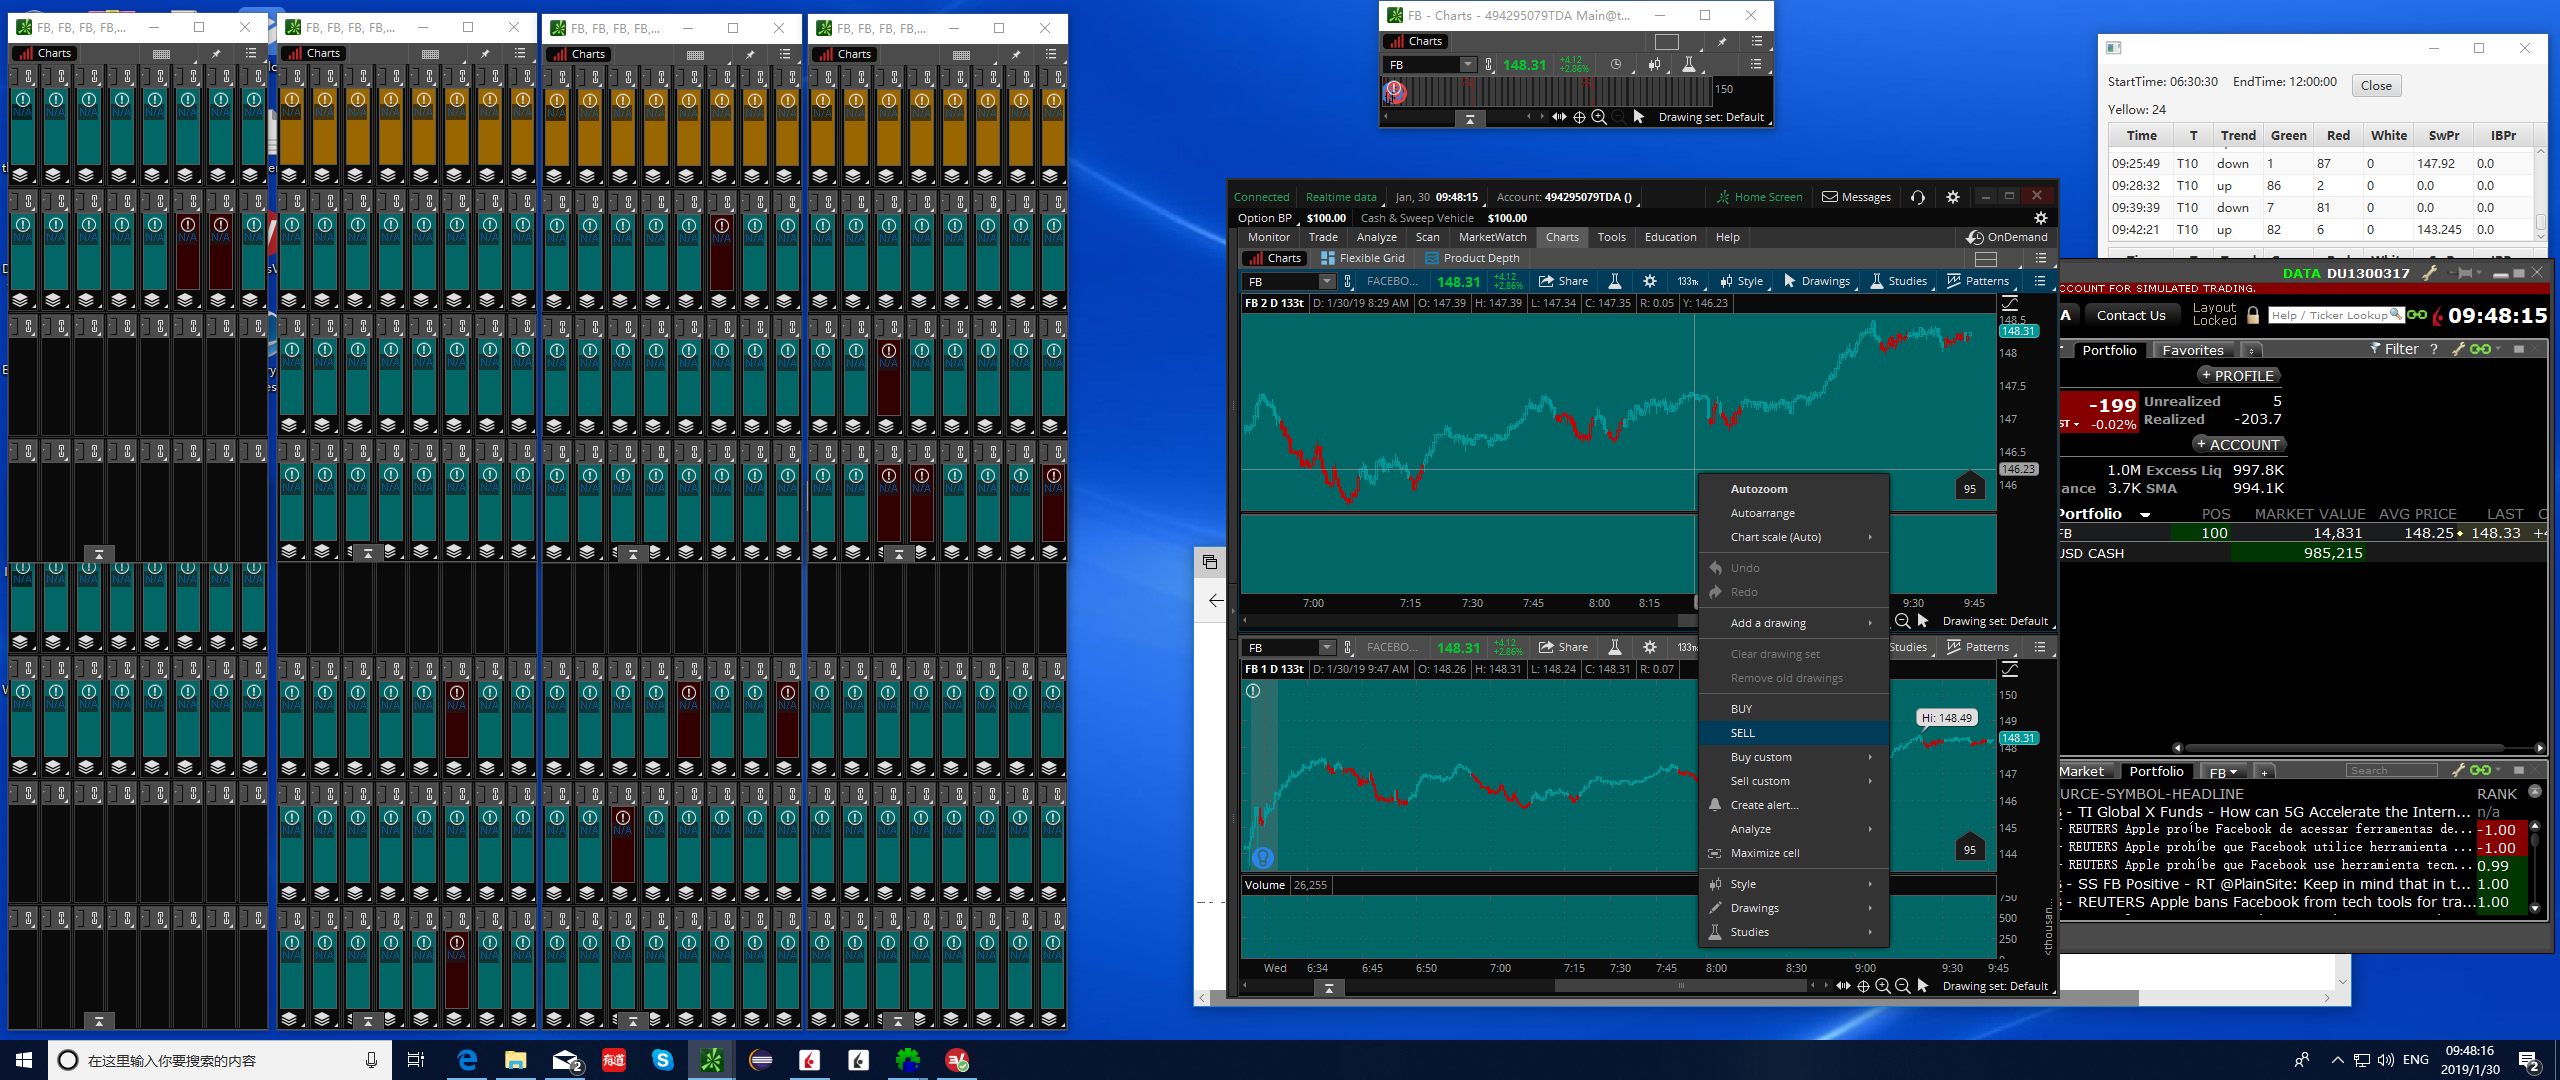 FB, FB, FB, FB,...
FB, FB, FB, FB,...
FB, FB, FB, FB,...
FB, FB, FB, FB,...
Charts
Charts
Charts
Charts
FB - Charts - 494295079TDA Main@t...
Charts
FB
148.31
+4.12
+2.86%
150
Drawing set: Default
StartTime: 06:30:30 EndTime: 12:00:00 Close
Yellow: 24
Time T Trend Green Red White SwPr IBPr
09:25:49 T10 down 1 87 0 147.92 0.0
09:28:32 T10 up 86 2 0 0.0 0.0
09:39:39 T10 down 7 81 0 0.0 0.0
09:42:21 T10 up 82 6 0 143.245 0.0
Connected Realtime data Jan, 30 09:48:15 Account: 494295079TDA () Home Screen Messages
Option BP $100.00 Cash & Sweep Vehicle $100.00
Monitor Trade Analyze Scan MarketWatch Charts Tools Education Help OnDemand
Charts Flexible Grid Product Depth
FB FACEBO... 148.31 +4.12 +2.86% Share 133t Style Drawings Studies Patterns
FB 2 D 133t D: 1/30/19 8:29 AM O: 147.39 H: 147.39 L: 147.34 C: 147.35 R: 0.05 Y: 146.23
148.5
148.31
148
147.5
147
146.5
146.23
146
95
7:00 7:15 7:30 7:45 8:00 8:15 9:30 9:45
Drawing set: Default
Autozoom
Autoarrange
Chart scale (Auto)
Undo
Redo
Add a drawing
Clear drawing set
Remove old drawings
BUY
SELL
Buy custom
Sell custom
Create alert...
Analyze
Maximize cell
Style
Drawings
Studies
FB FACEBO... 148.31 +4.12 +2.86% Share 133t Studies Patterns
FB 1 D 133t D: 1/30/19 9:47 AM O: 148.26 H: 148.31 L: 148.24 C: 148.31 R: 0.07
Hi: 148.49
150
149
148.31
148
147
146
145
144
95
Volume 26,255
750
500
250
<thousan...
Wed 6:34 6:45 6:50 7:00 7:15 7:30 7:45 8:00 8:30 9:00 9:30 9:45
Drawing set: Default
DATA DU1300317
CCOUNT FOR SIMULATED TRADING.
A Contact Us Layout Locked Help / Ticker Lookup 09:48:15
Portfolio Favorites Filter ?
+ PROFILE
-199 Unrealized 5
ST -0.02% Realized -203.7
+ ACCOUNT
1.0M Excess Liq 997.8K
ance 3.7K SMA 994.1K
Portfolio POS MARKET VALUE AVG PRICE LAST C
FB 100 14,831 148.25 148.33 +4
USD CASH 985,215
Market Portfolio FB + Search
URCE-SYMBOL-HEADLINE RANK
- TI Global X Funds - How can 5G Accelerate the Intern... n/a
- REUTERS Apple proíbe Facebook de acessar ferramentas de... -1.00
- REUTERS Apple prohíbe que Facebook utilice herramienta ... -1.00
- REUTERS Apple prohíbe que Facebook use herramienta tecn... 0.99
- SS FB Positive - RT @PlainSite: Keep in mind that in t... 1.00
- REUTERS Apple bans Facebook from tech tools for tra... 1.00
在这里输入你要搜索的内容
2
有道
ENG
09:48:16
2019/1/30
2